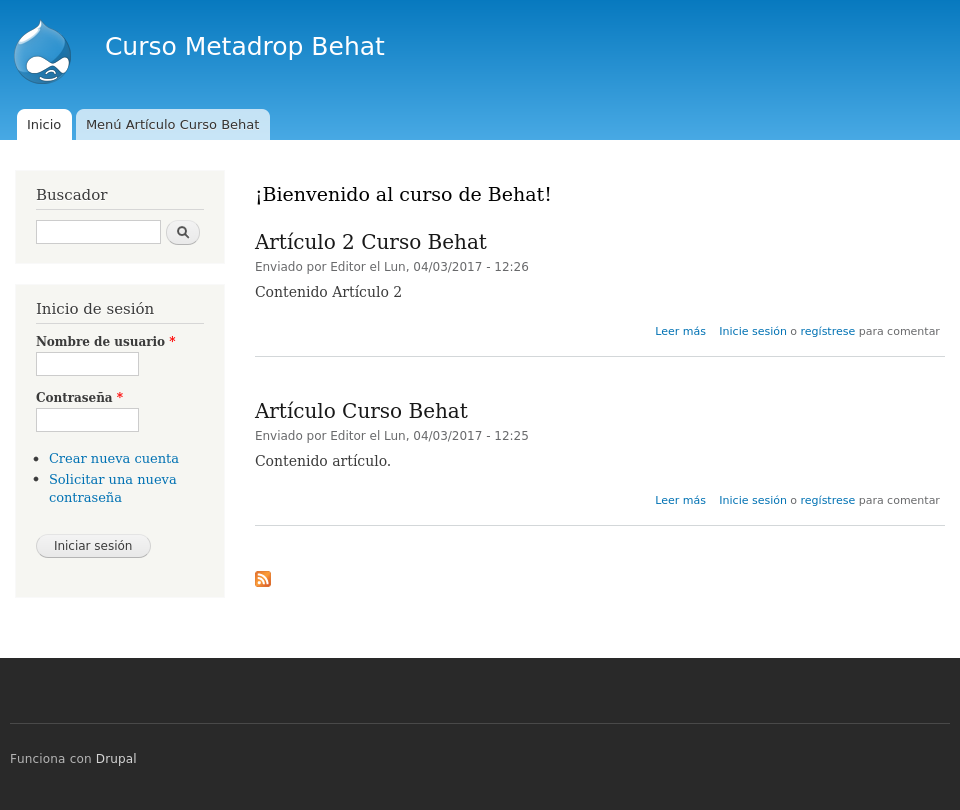 Curso Metadrop Behat
Inicio
Menú Artículo Curso Behat
Buscador
Inicio de sesión
Nombre de usuario *
Contraseña *
Crear nueva cuenta
Solicitar una nueva
contraseña
Iniciar sesión
¡Bienvenido al curso de Behat!
Artículo 2 Curso Behat
Enviado por Editor el Lun, 04/03/2017 - 12:26
Contenido Artículo 2
Leer más Inicie sesión o regístrese para comentar
Artículo Curso Behat
Enviado por Editor el Lun, 04/03/2017 - 12:25
Contenido artículo.
Leer más Inicie sesión o regístrese para comentar
Funciona con Drupal